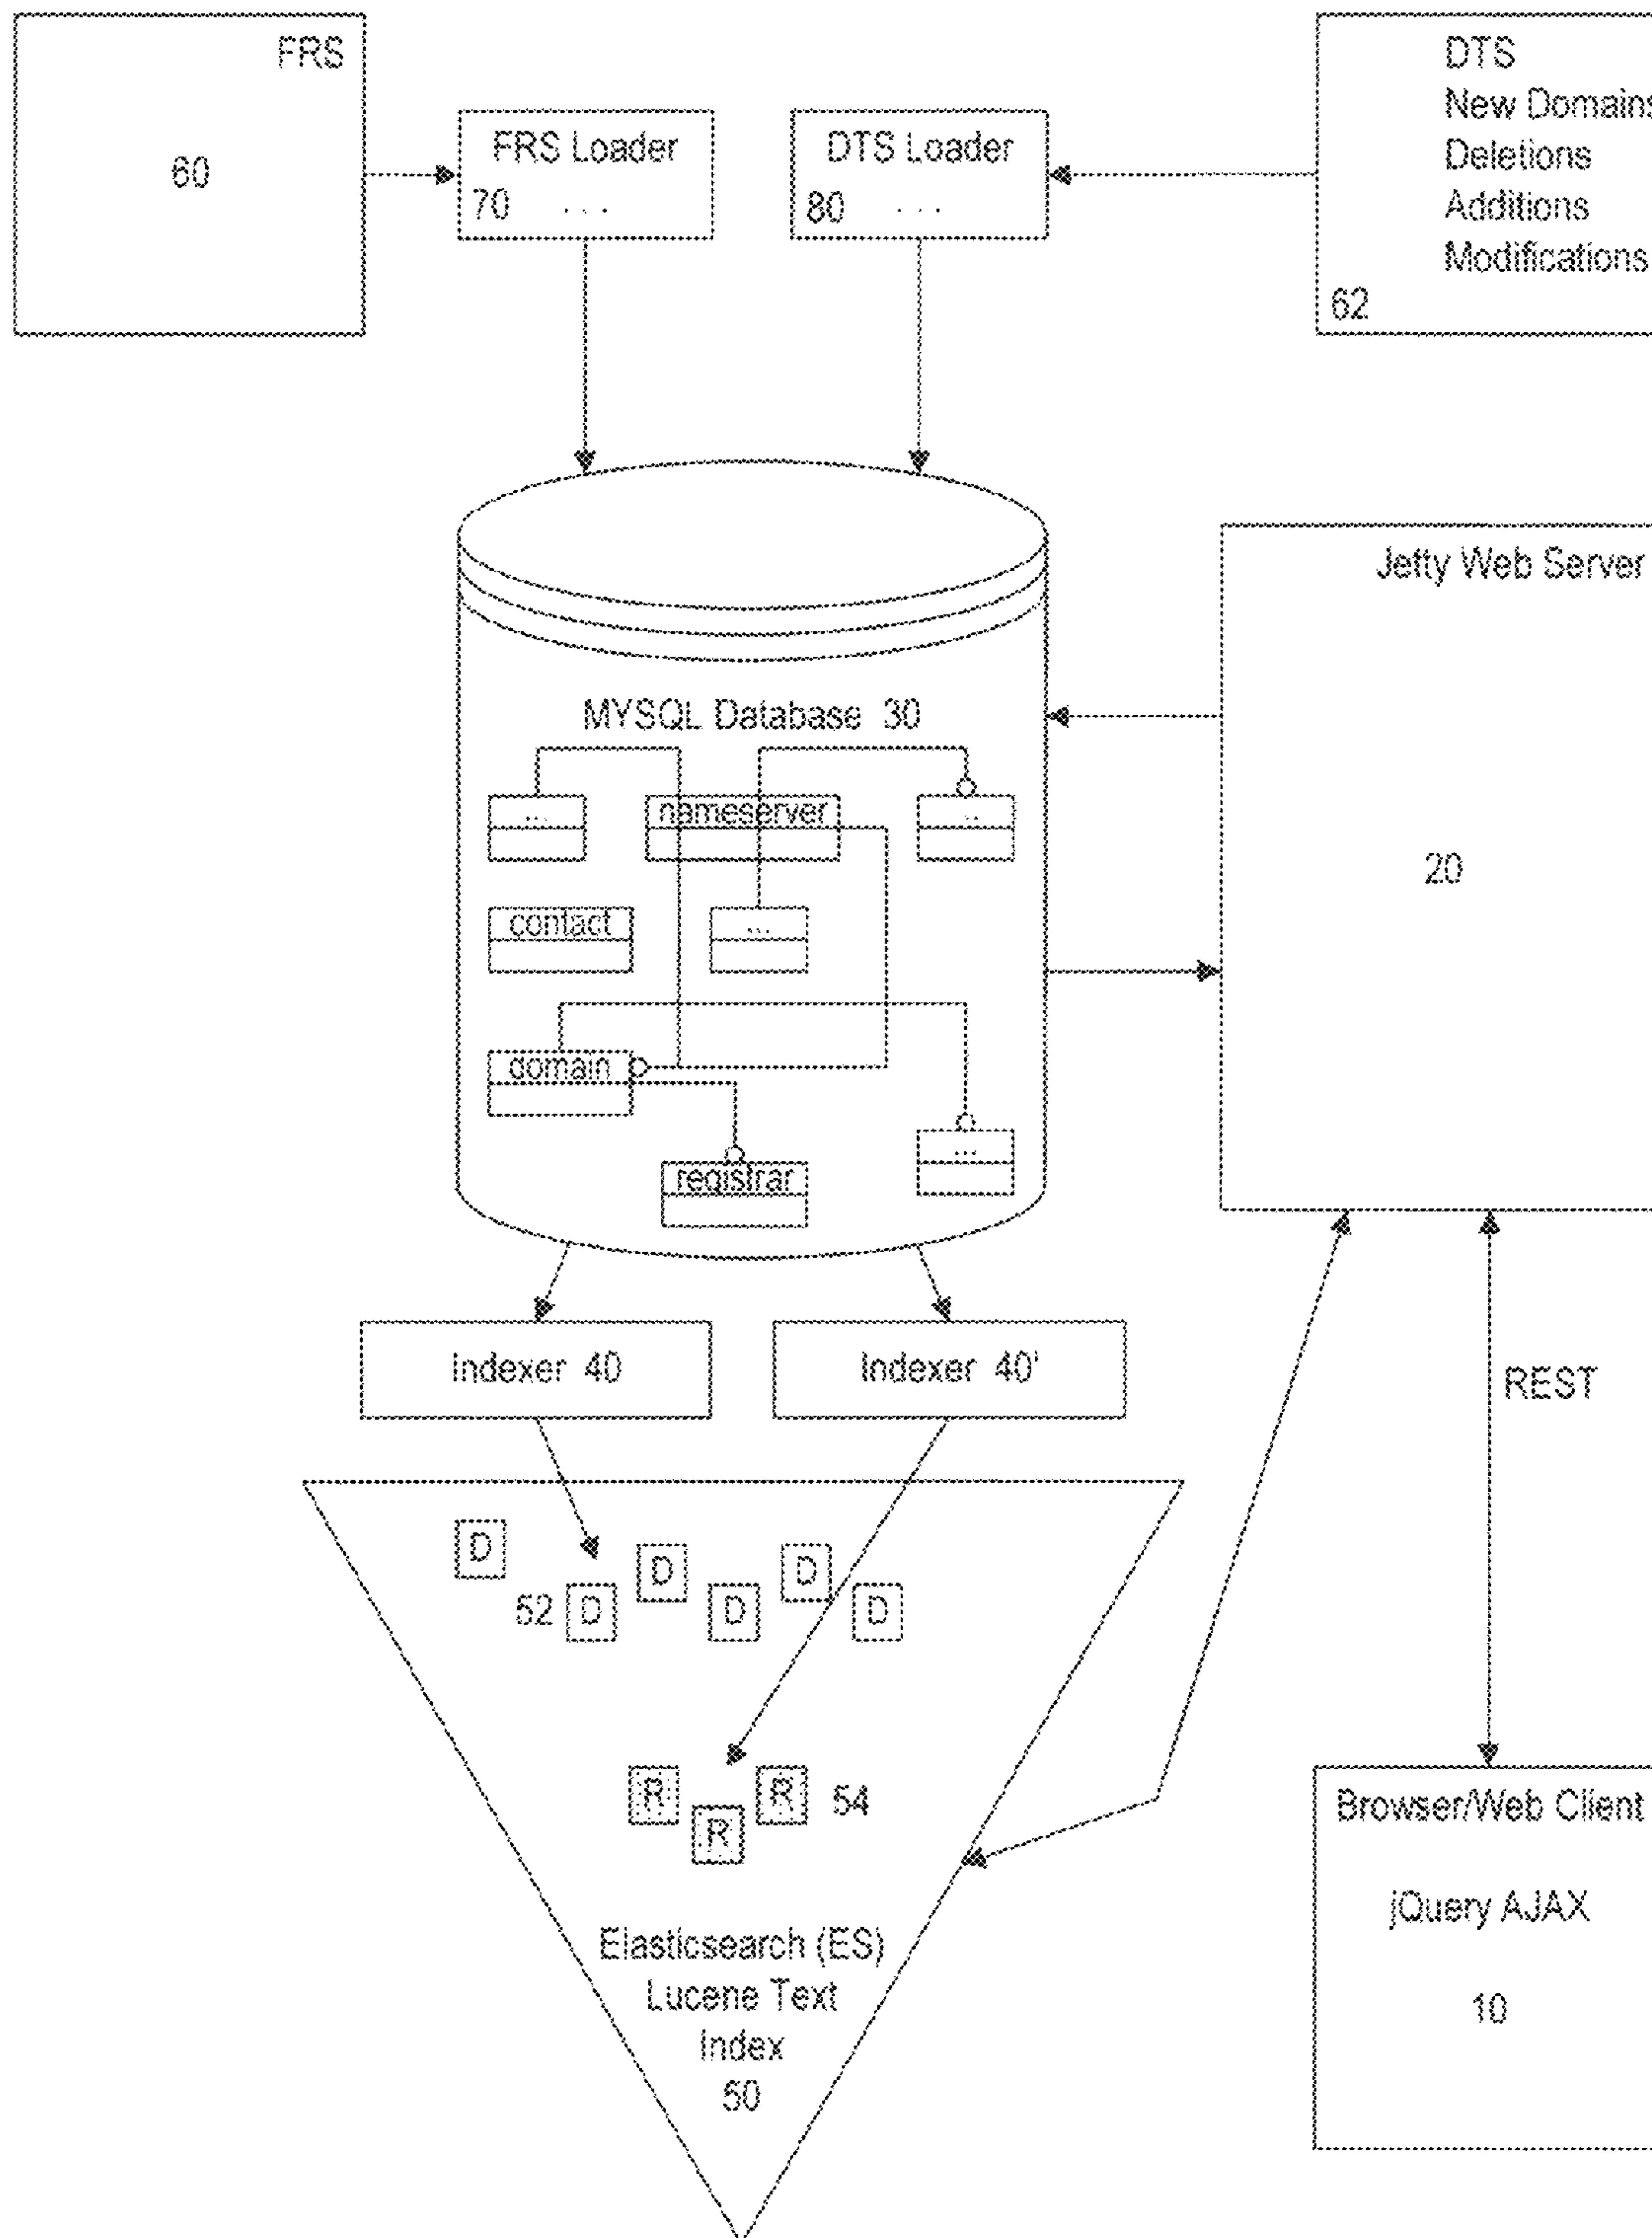 FRS
60
FRS Loader
70 ...
DTS Loader
80 ...
DTS
New Domains
Deletions
Additions
Modifications
62
Jetty Web Server
20
MYSQL Database 30
...
nameserver
...
contact
...
domain
...
registrar
Indexer 40
Indexer 40'
REST
D
D
D
52 D
D
D
R
R
54
R
Elasticsearch (ES)
Lucene Text
Index
50
Browser/Web Client
jQuery AJAX
10